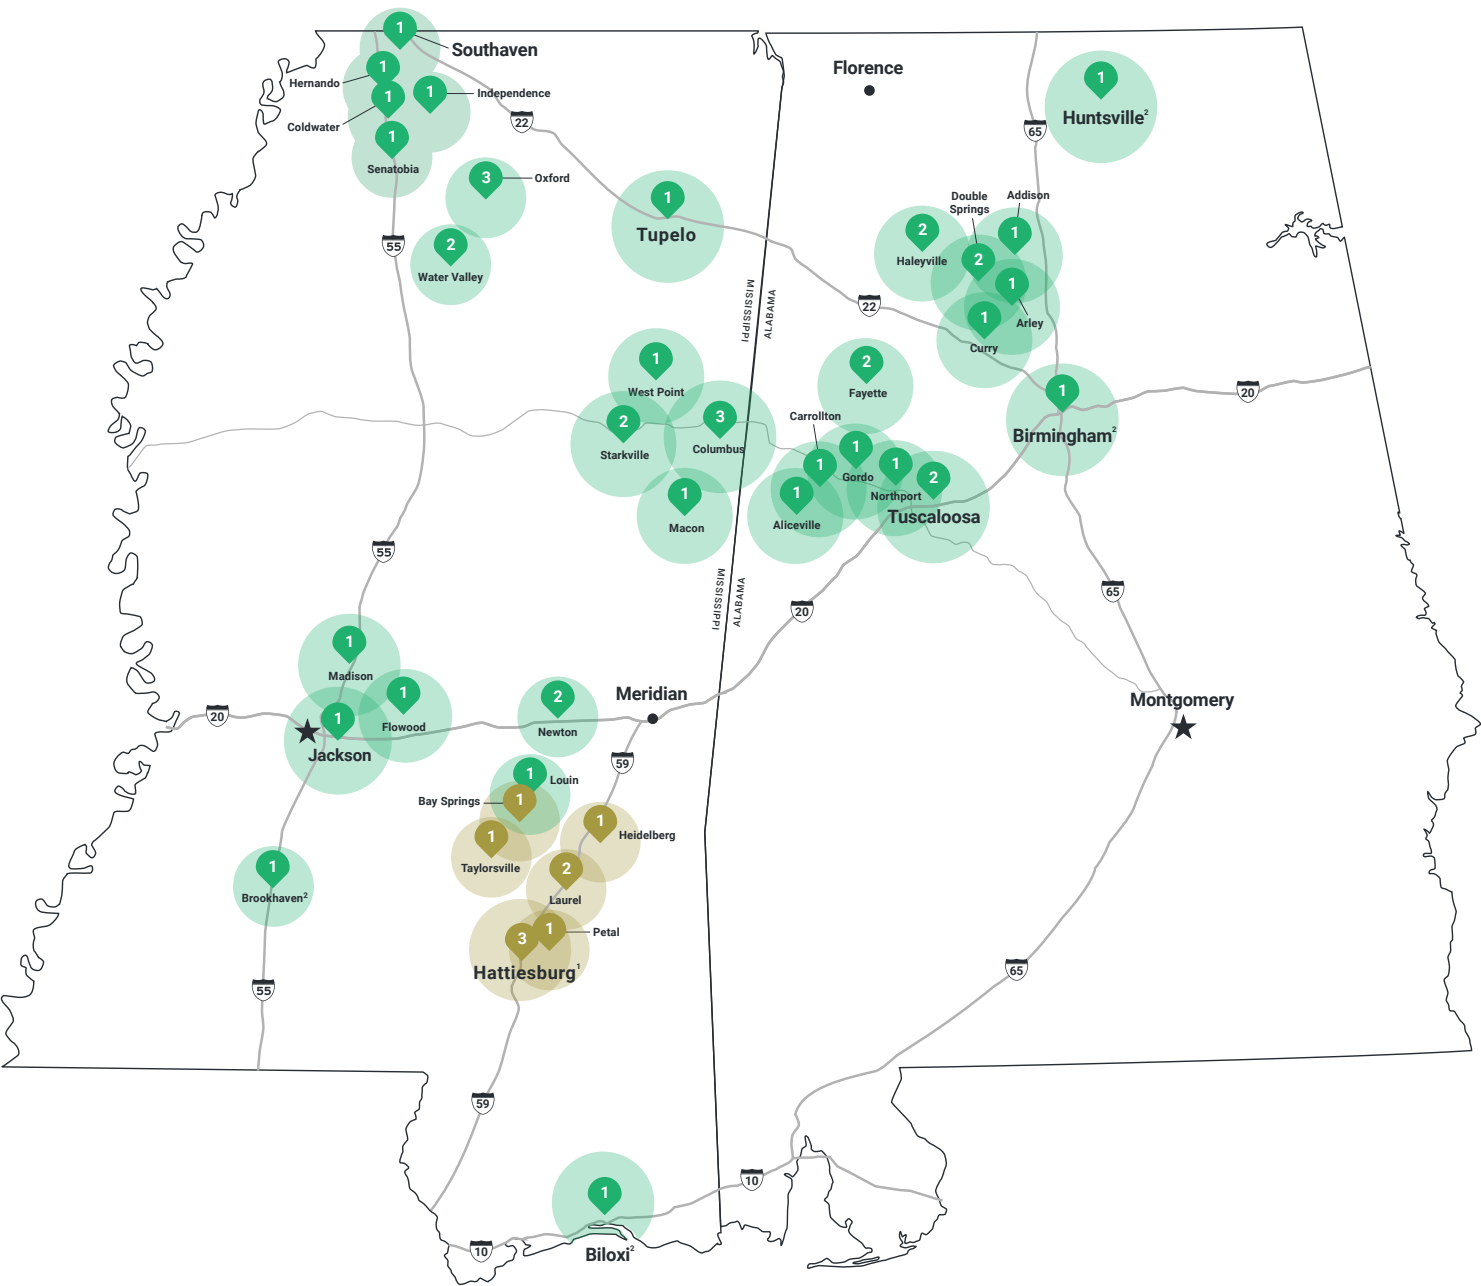 1
Southaven
1
Hernando
1
Independence
1
Coldwater
1
Senatobia
22
3
Oxford
2
Water Valley
55
1
Tupelo
Florence
65
1
Huntsville2
Double
Springs
Addison
2
Haleyville
1
2
1
Arley
1
Curry
22
MISSISSIPPI
ALABAMA
1
West Point
2
Starkville
3
Columbus
2
Fayette
1
Birmingham2
20
Carrollton
1
1
Gordo
1
Northport
2
Tuscaloosa
1
Aliceville
1
Macon
55
MISSISSIPPI
ALABAMA
20
65
1
Madison
1
Flowood
1
Jackson
20
2
Newton
Meridian
Montgomery
59
1
Louin
Bay Springs
1
1
Taylorsville
1
Heidelberg
2
Laurel
1
Brookhaven2
3
1
Petal
Hattiesburg1
55
65
59
10
1
Biloxi2
10